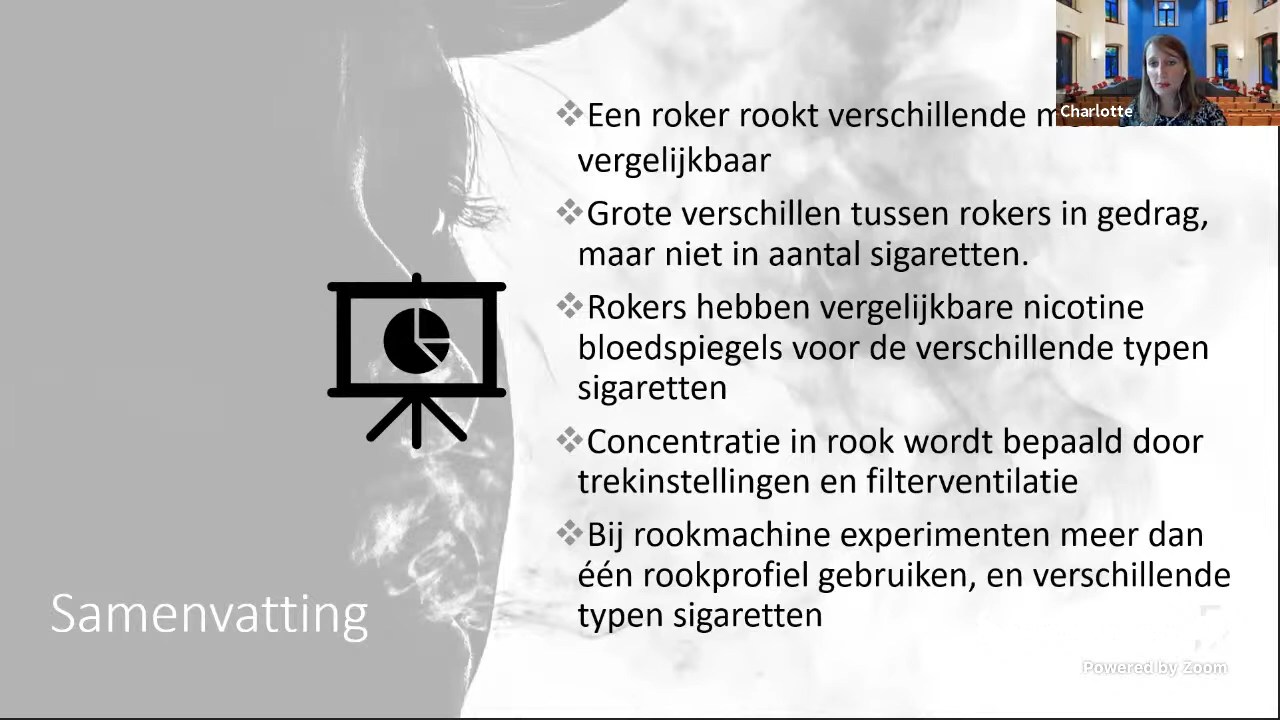 Een roker rookt verschillende
vergelijkbaar
Grote verschillen tussen rokers in gedrag,
maar niet in aantal sigaretten.
Rokers hebben vergelijkbare nicotine
bloedspiegels voor de verschillende typen
sigaretten
Concentratie in rook wordt bepaald door
trekinstellingen en filterventilatie
Bij rookmachine experimenten meer dan
één rookprofiel gebruiken, en verschillende
typen sigaretten
Samenvatting
Charlotte
Powered by Zoom